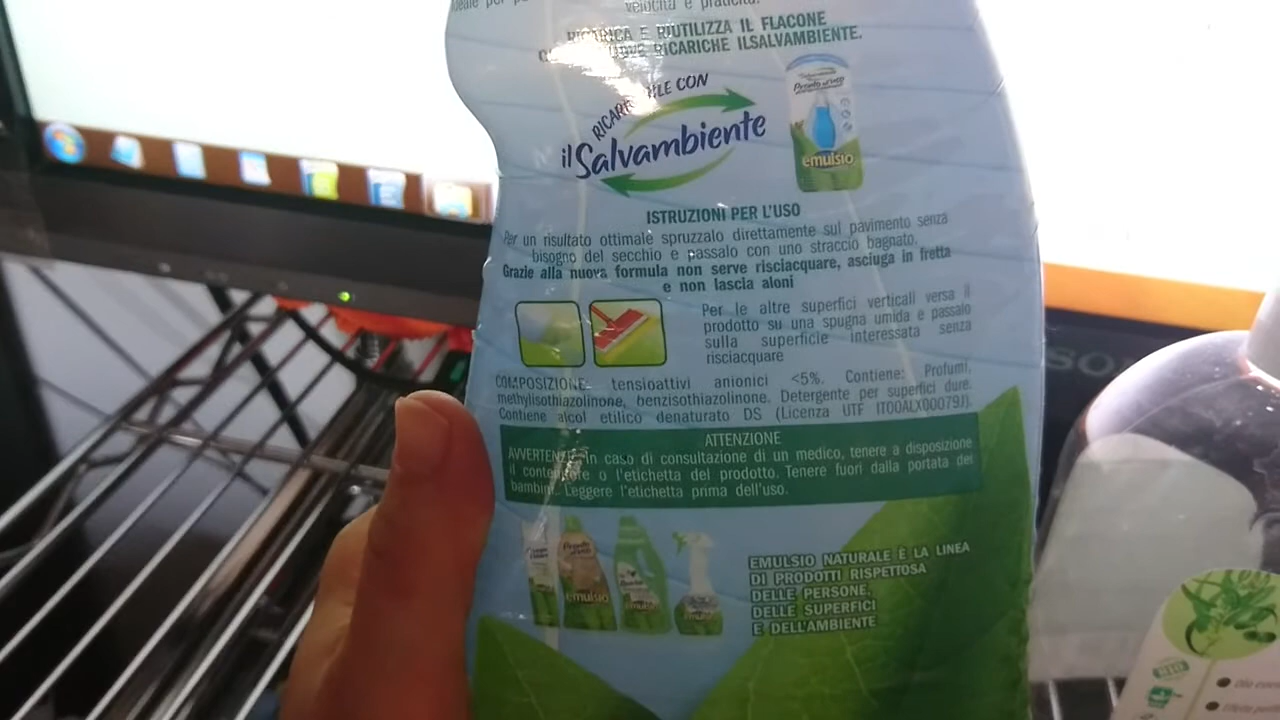 velocità e praticità.
RICARICA E RIUTILIZZA IL FLACONE
RICARICHE ILSALVAMBIENTE.
CON
il Salvambiente
Pronto all'uso
emulsio
ISTRUZIONI PER L'USO
Per un risultato ottimale spruzzalo direttamente sul pavimento senza
bisogno del secchio e passalo con uno straccio bagnato.
Grazie alla nuova formula non serve risciacquare, asciuga in fretta
e non lascia aloni
Per le altre superfici verticali versa il
prodotto su una spugna umida e passalo
sulla superficie interessata senza
risciacquare
COMPOSIZIONE: tensioattivi anionici <5%. Contiene: Profumi,
methylisothiazolinone, benzisothiazolinone. Detergente per superfici dure.
Contiene alcol etilico denaturato DS (Licenza UTF IT00ALX00079J).
ATTENZIONE
AVVERTENZE: in caso di consultazione di un medico, tenere a disposizione
il contenitore o l'etichetta del prodotto. Tenere fuori dalla portata dei
bambini. Leggere l'etichetta prima dell'uso.
emulsio
EMULSIO NATURALE È LA LINEA
DI PRODOTTI RISPETTOSA
DELLE PERSONE,
DELLE SUPERFICI
E DELL'AMBIENTE